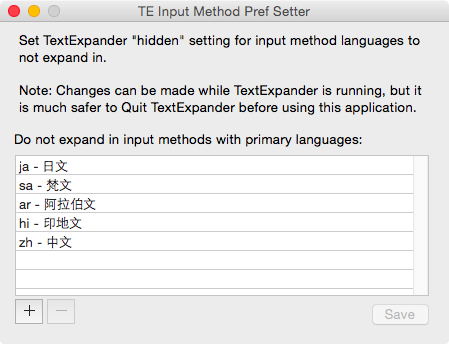 TE Input Method Pref Setter
Set TextExpander "hidden" setting for input method languages to
not expand in.
Note: Changes can be made while TextExpander is running, but it
is much safer to Quit TextExpander before using this application.
Do not expand in input methods with primary languages:
ja - 日文
sa - 梵文
ar - 阿拉伯文
hi - 印地文
zh - 中文
Save